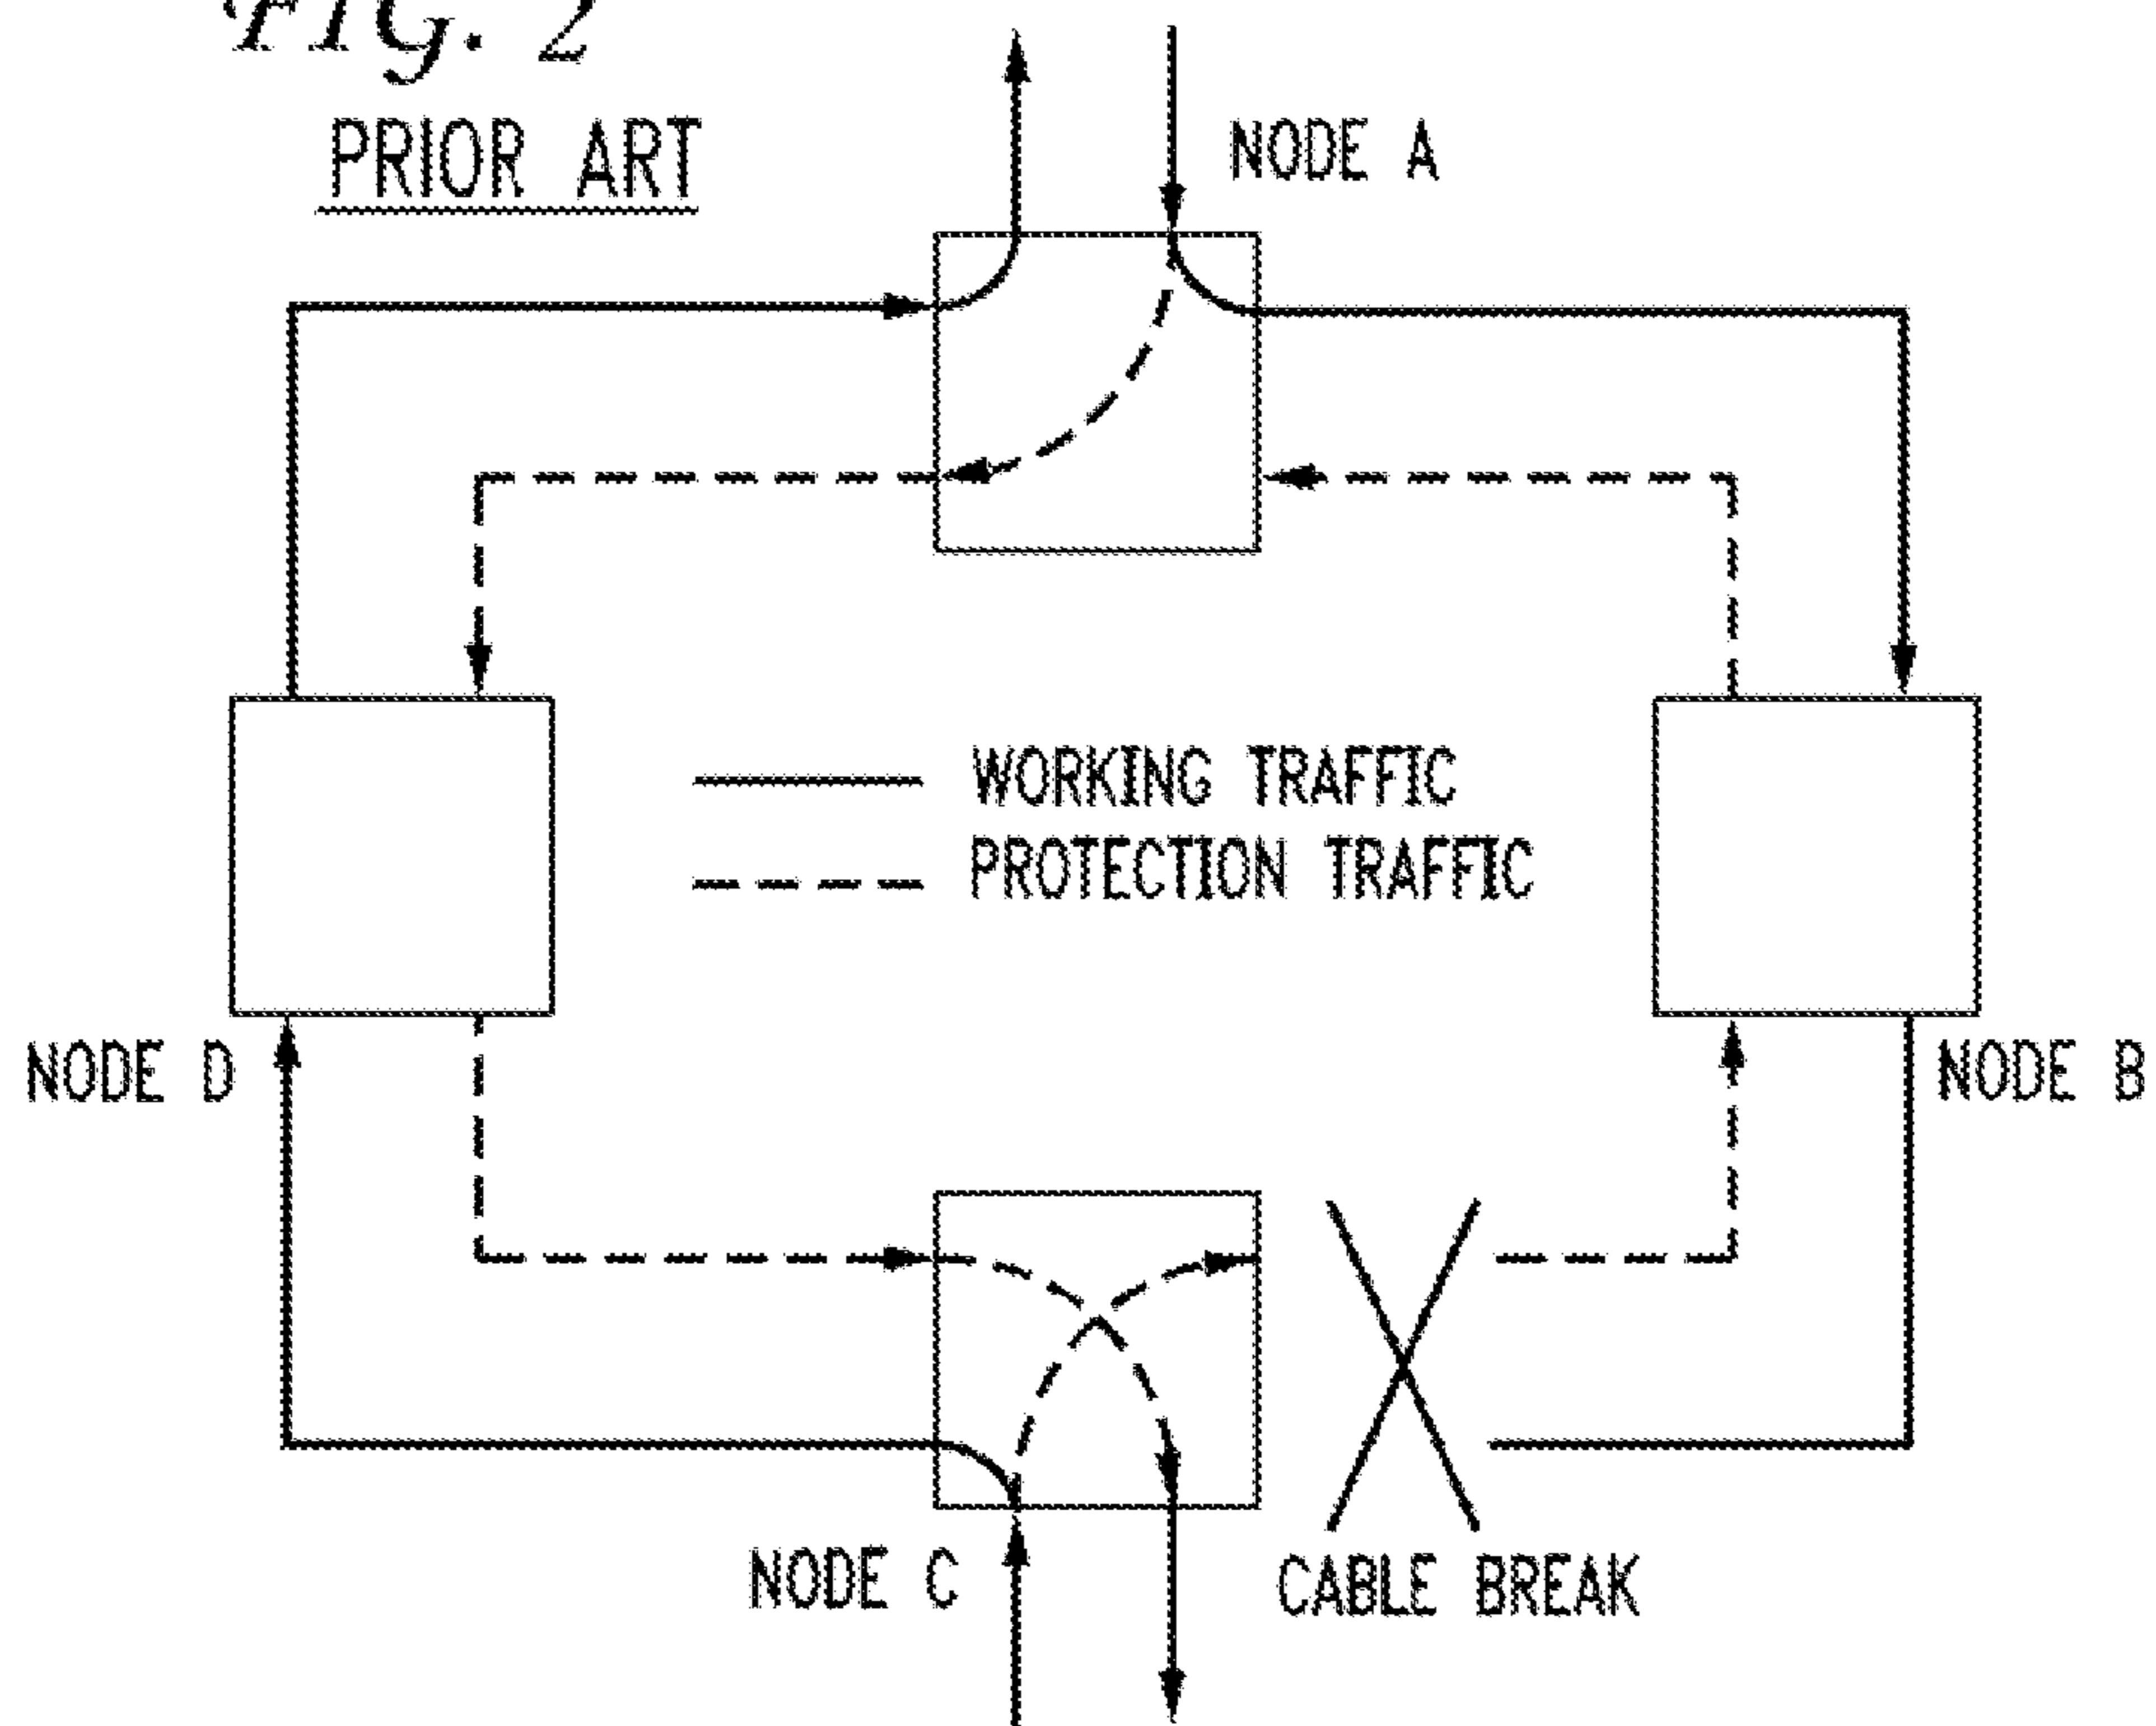 FIG. 2
PRIOR ART
NODE A
WORKING TRAFFIC
PROTECTION TRAFFIC
NODE D
NODE B
NODE C
CABLE BREAK